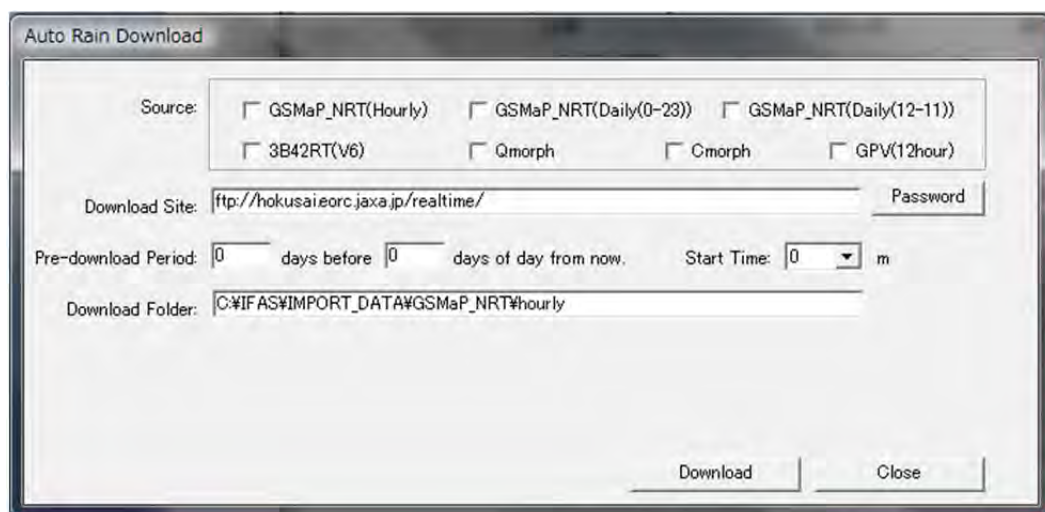 Auto Rain Download
Source: GSMaP_NRT(Hourly) GSMaP_NRT(Daily(0-23)) GSMaP_NRT(Daily(12-11))
3B42RT(V6) Qmorph Cmorph GPV(12hour)
Download Site: ftp://hokusai.eorc.jaxa.jp/realtime/ Password
Pre-download Period: 0 days before 0 days of day from now. Start Time: 0 m
Download Folder: C:¥IFAS¥IMPORT_DATA¥GSMaP_NRT¥hourly
Download Close